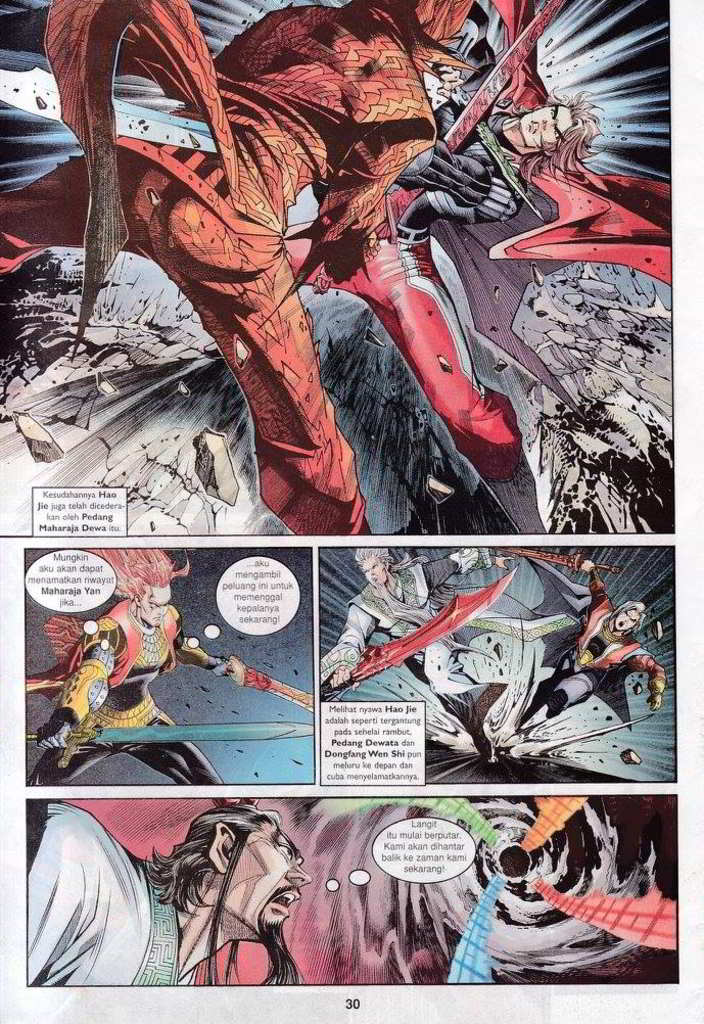 Kesudahannya Hao
Jie juga telah dicedera-
kan oleh Pedang
Maharaja Dewa itu.
Mungkin
aku akan dapat
menamatkan riwayat
Maharaja Yan
jika...
...aku
mengambil
peluang ini untuk
memenggal
kepalanya
sekarang!
Melihat nyawa Hao Jie
adalah seperti tergantung
pada sehelai rambut,
Pedang Dewata dan
Dongfang Wen Shi pun
meluru ke depan dan
cuba menyelamatkannya.
Langit
itu mulai berputar.
Kami akan dihantar
balik ke zaman kami
sekarang!
30